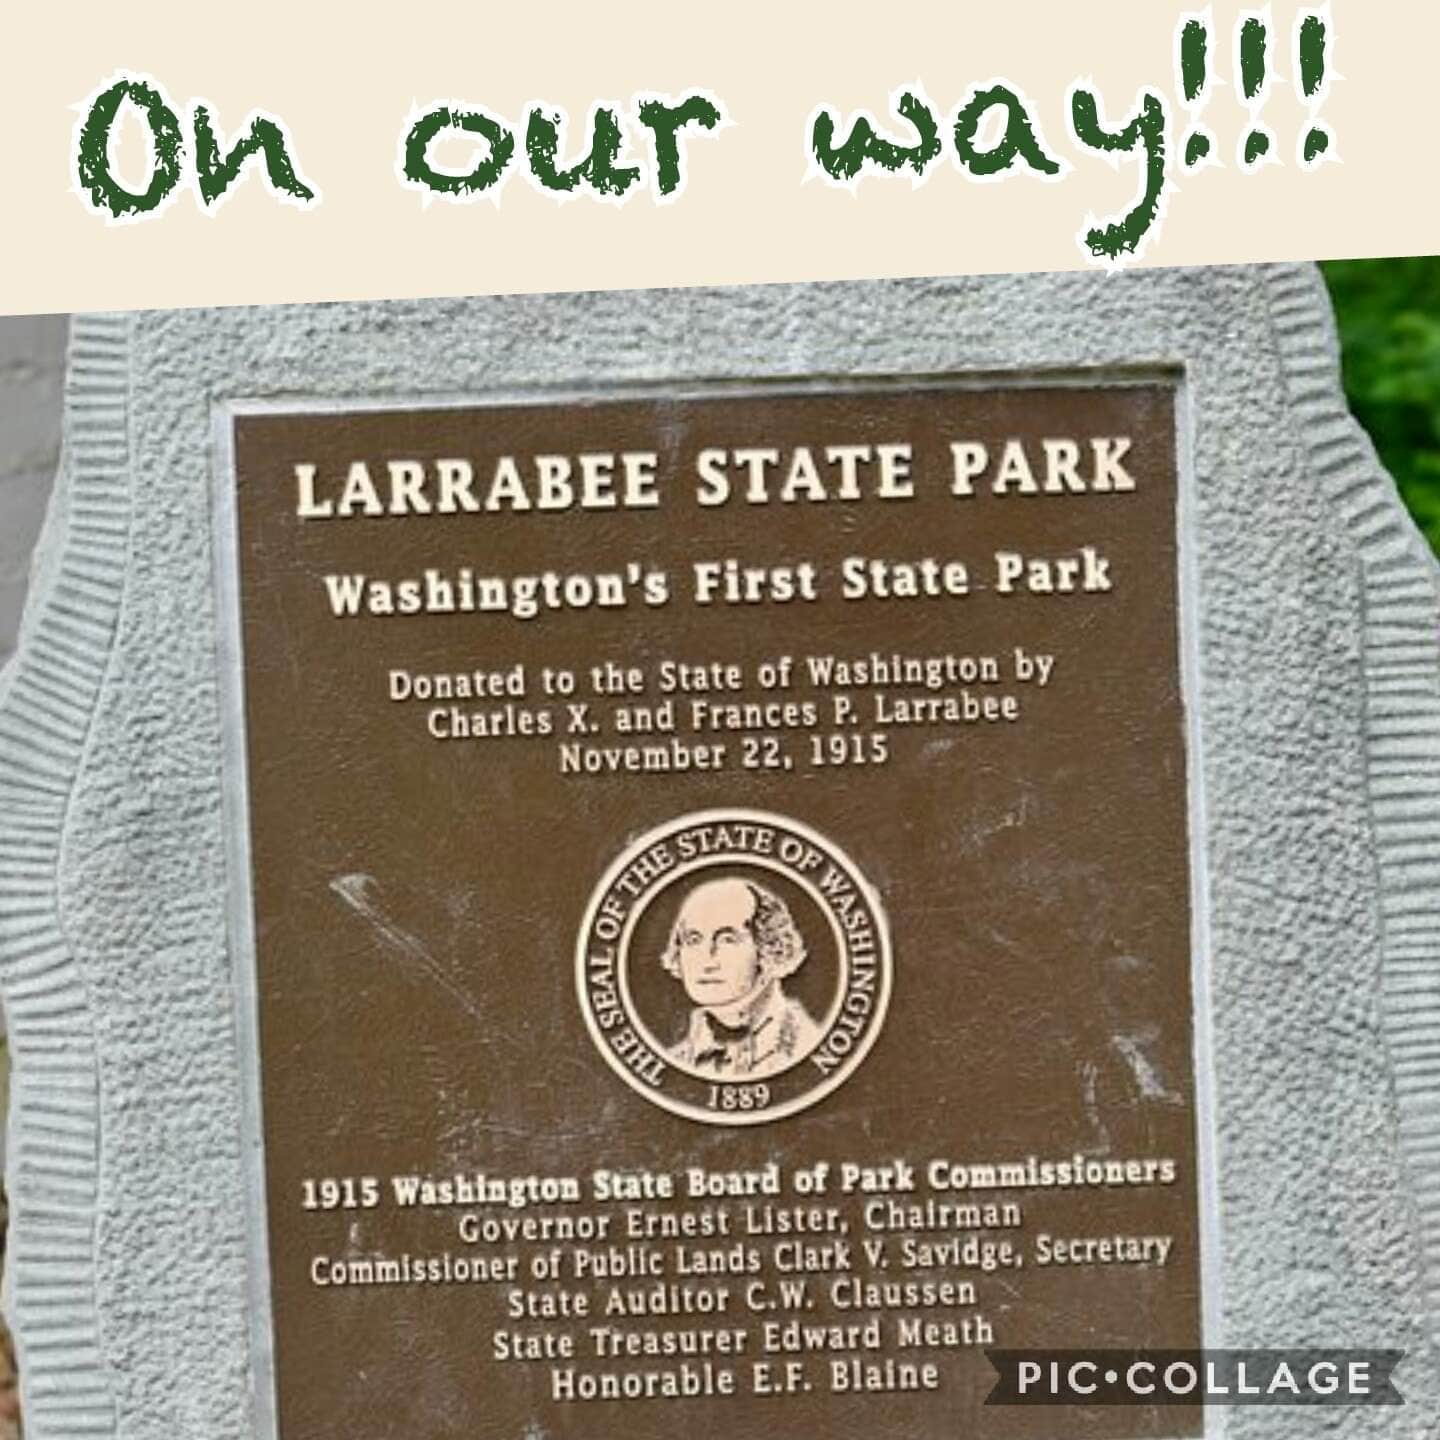 On our way!!!
LARRABEE STATE PARK
Washington's First State Park
Donated to the State of Washington by
Charles X. and Frances P. Larrabee
November 22, 1915
THE SEAL OF THE STATE OF WASHINGTON
1889
1915 Washington State Board of Park Commissioners
Governor Ernest Lister, Chairman
Commissioner of Public Lands Clark V. Savidge, Secretary
State Auditor C.W. Claussen
State Treasurer Edward Meath
Honorable E.F. Blaine
PIC•COLLAGE